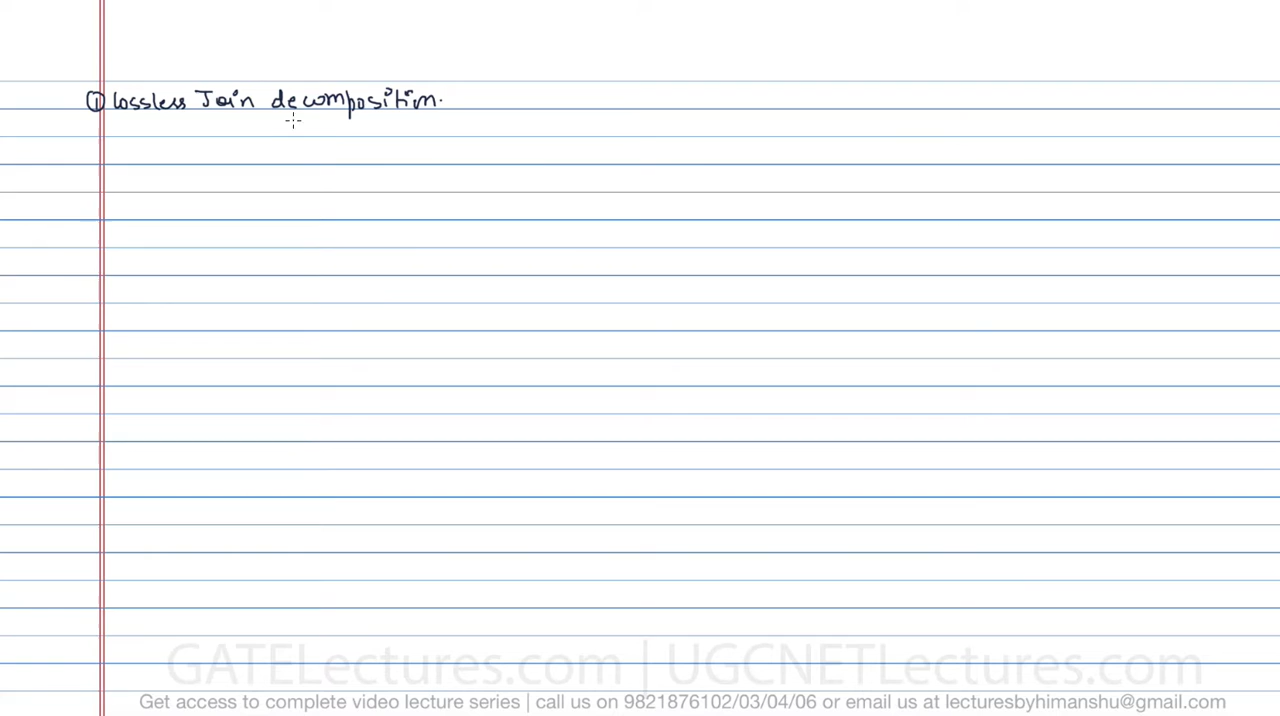 ① Lossless Join decomposition.
GATELectures.com | UGCNETLectures.com
Get access to complete video lecture series | call us on 9821876102/03/04/06 or email us at lecturesbyhimanshu@gmail.com